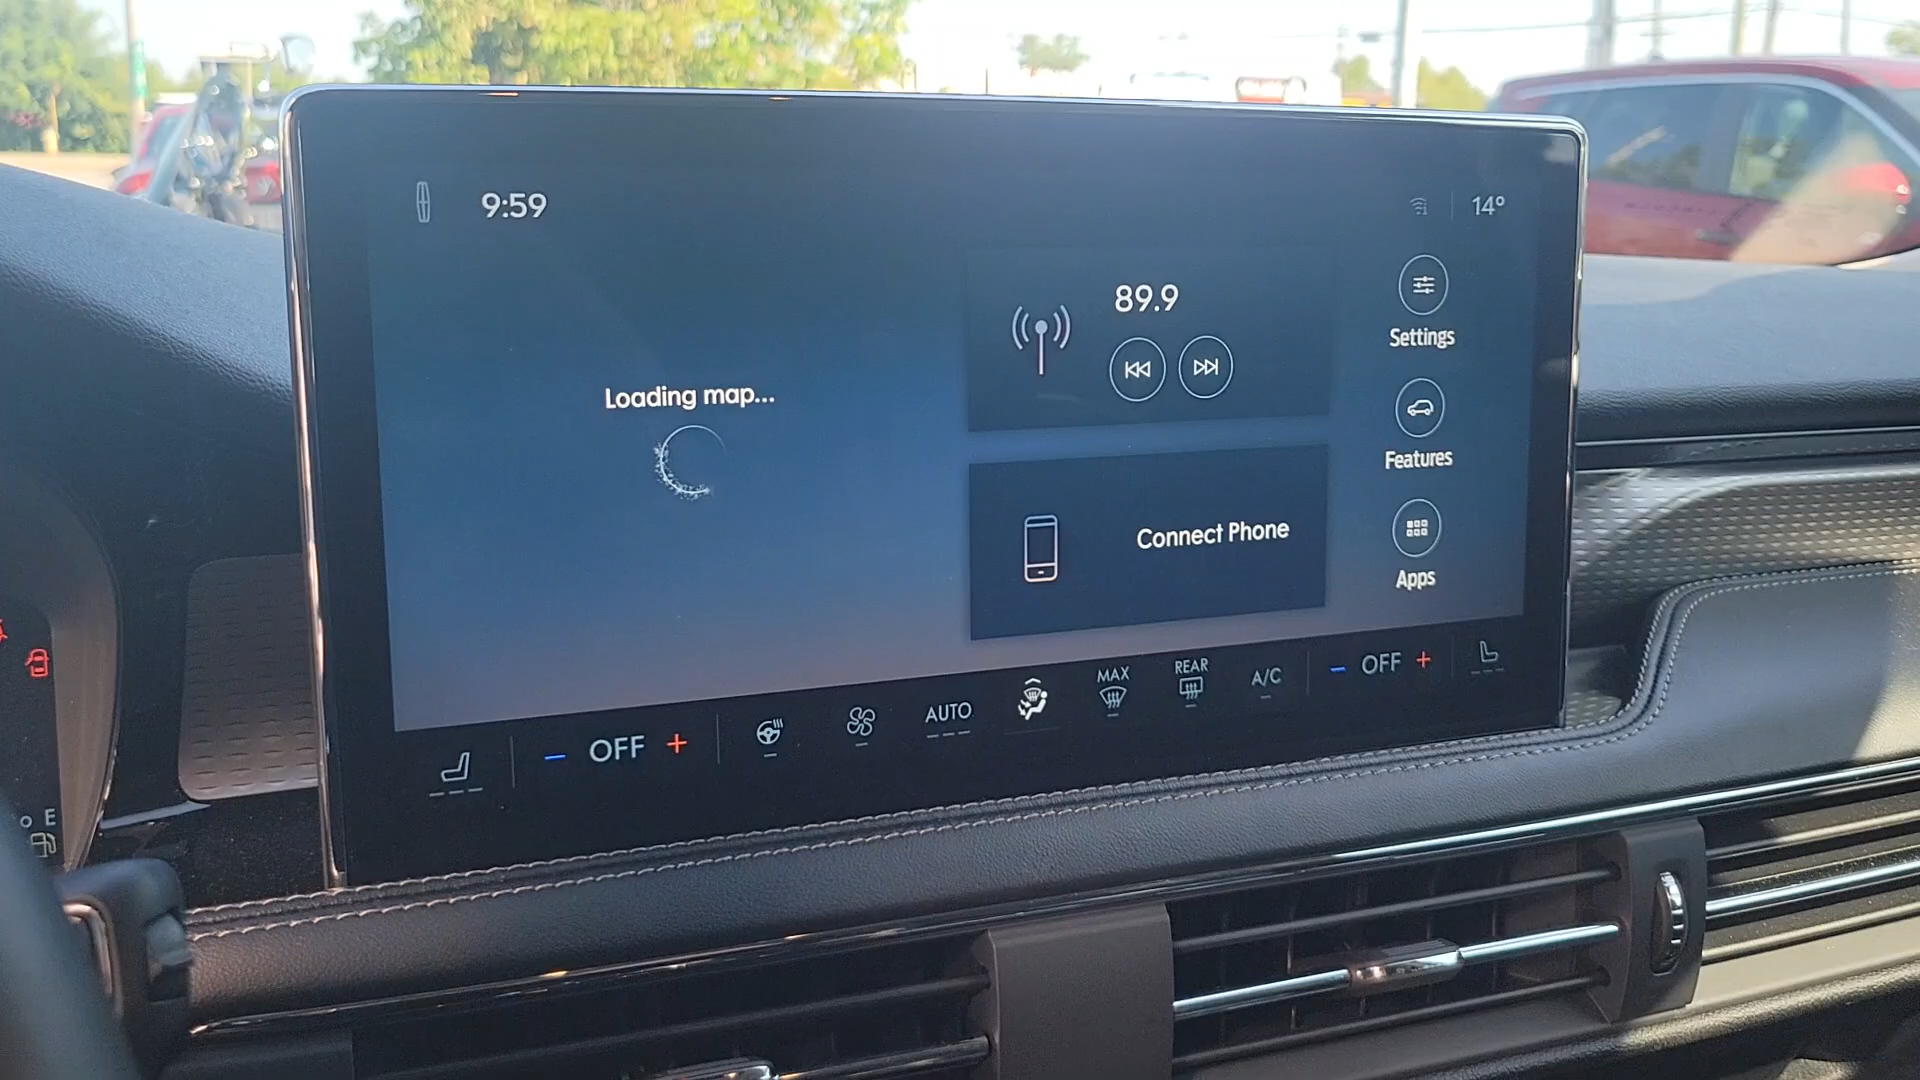 9:59
14°
89.9
Settings
Loading map...
Features
Connect Phone
Apps
OFF
AUTO
MAX
REAR
A/C
OFF
E